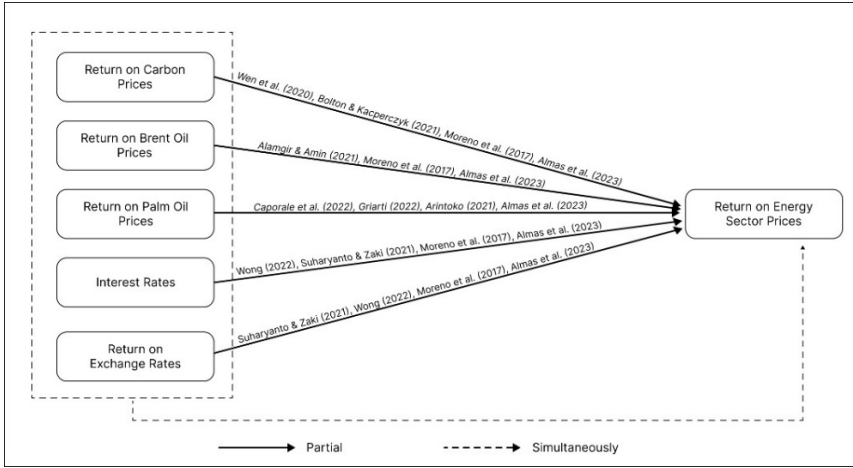 Return on Carbon
Prices
Wen et al. (2020), Bolton & Kacperczyk (2021), Moreno et al. (2017), Almas et al. (2023)
Return on Brent Oil
Prices
Alamgir & Amin (2021), Moreno et al. (2017), Almas et al. (2023)
Return on Palm Oil
Prices
Caporale et al. (2022), Griarti (2022), Arintoko (2021), Almas et al. (2023)
Return on Energy
Sector Prices
Interest Rates
Wong (2022), Suharyanto & Zaki (2021), Moreno et al. (2017), Almas et al. (2023)
Return on
Exchange Rates
Suharyanto & Zaki (2021), Wong (2022), Moreno et al. (2017), Almas et al. (2023)
Partial
Simultaneously